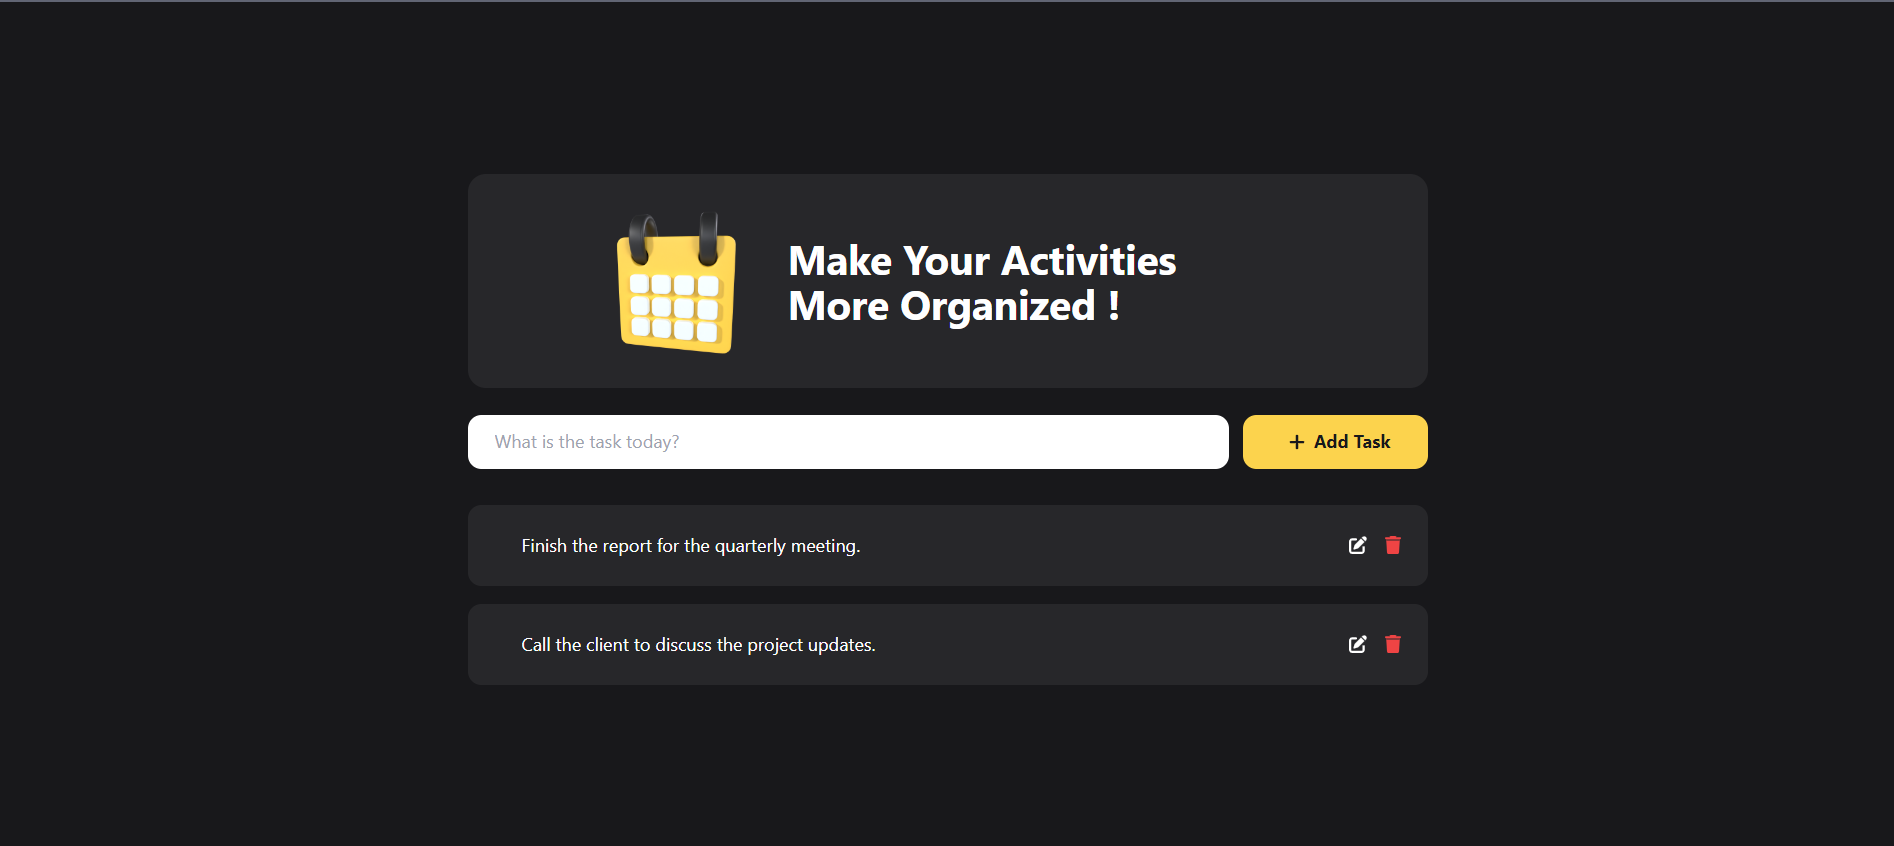 Make Your Activities
More Organized !
What is the task today?
Add Task
Finish the report for the quarterly meeting.
Call the client to discuss the project updates.